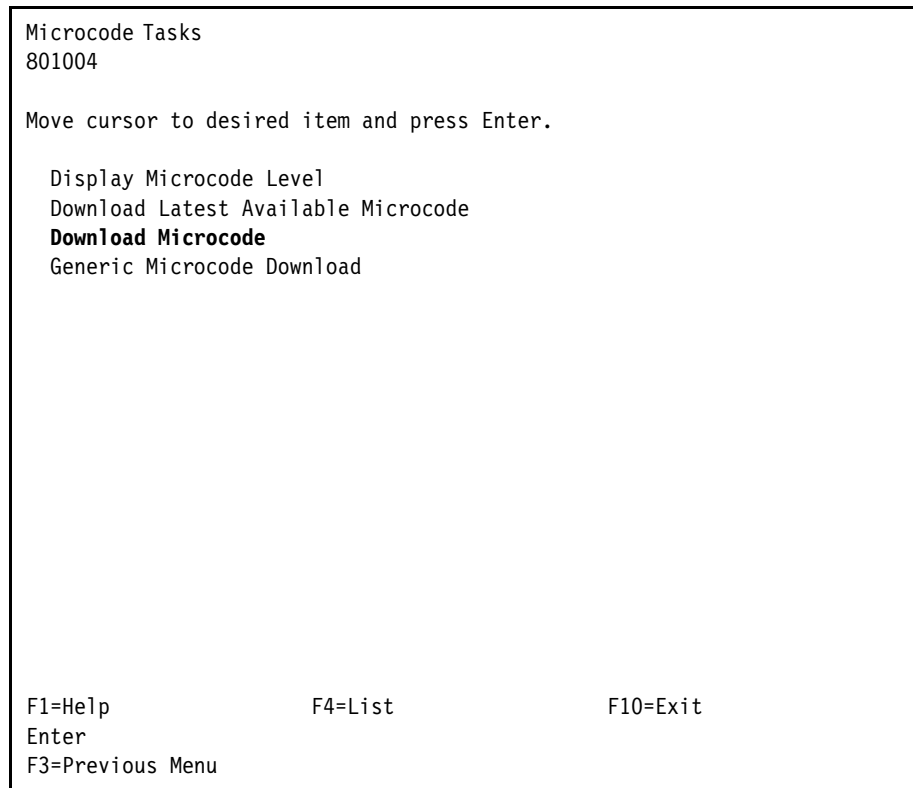 Microcode Tasks
801004
Move cursor to desired item and press Enter.
Display Microcode Level
Download Latest Available Microcode
Download Microcode
Generic Microcode Download
F1=Help F4=List F10=Exit
Enter
F3=Previous Menu